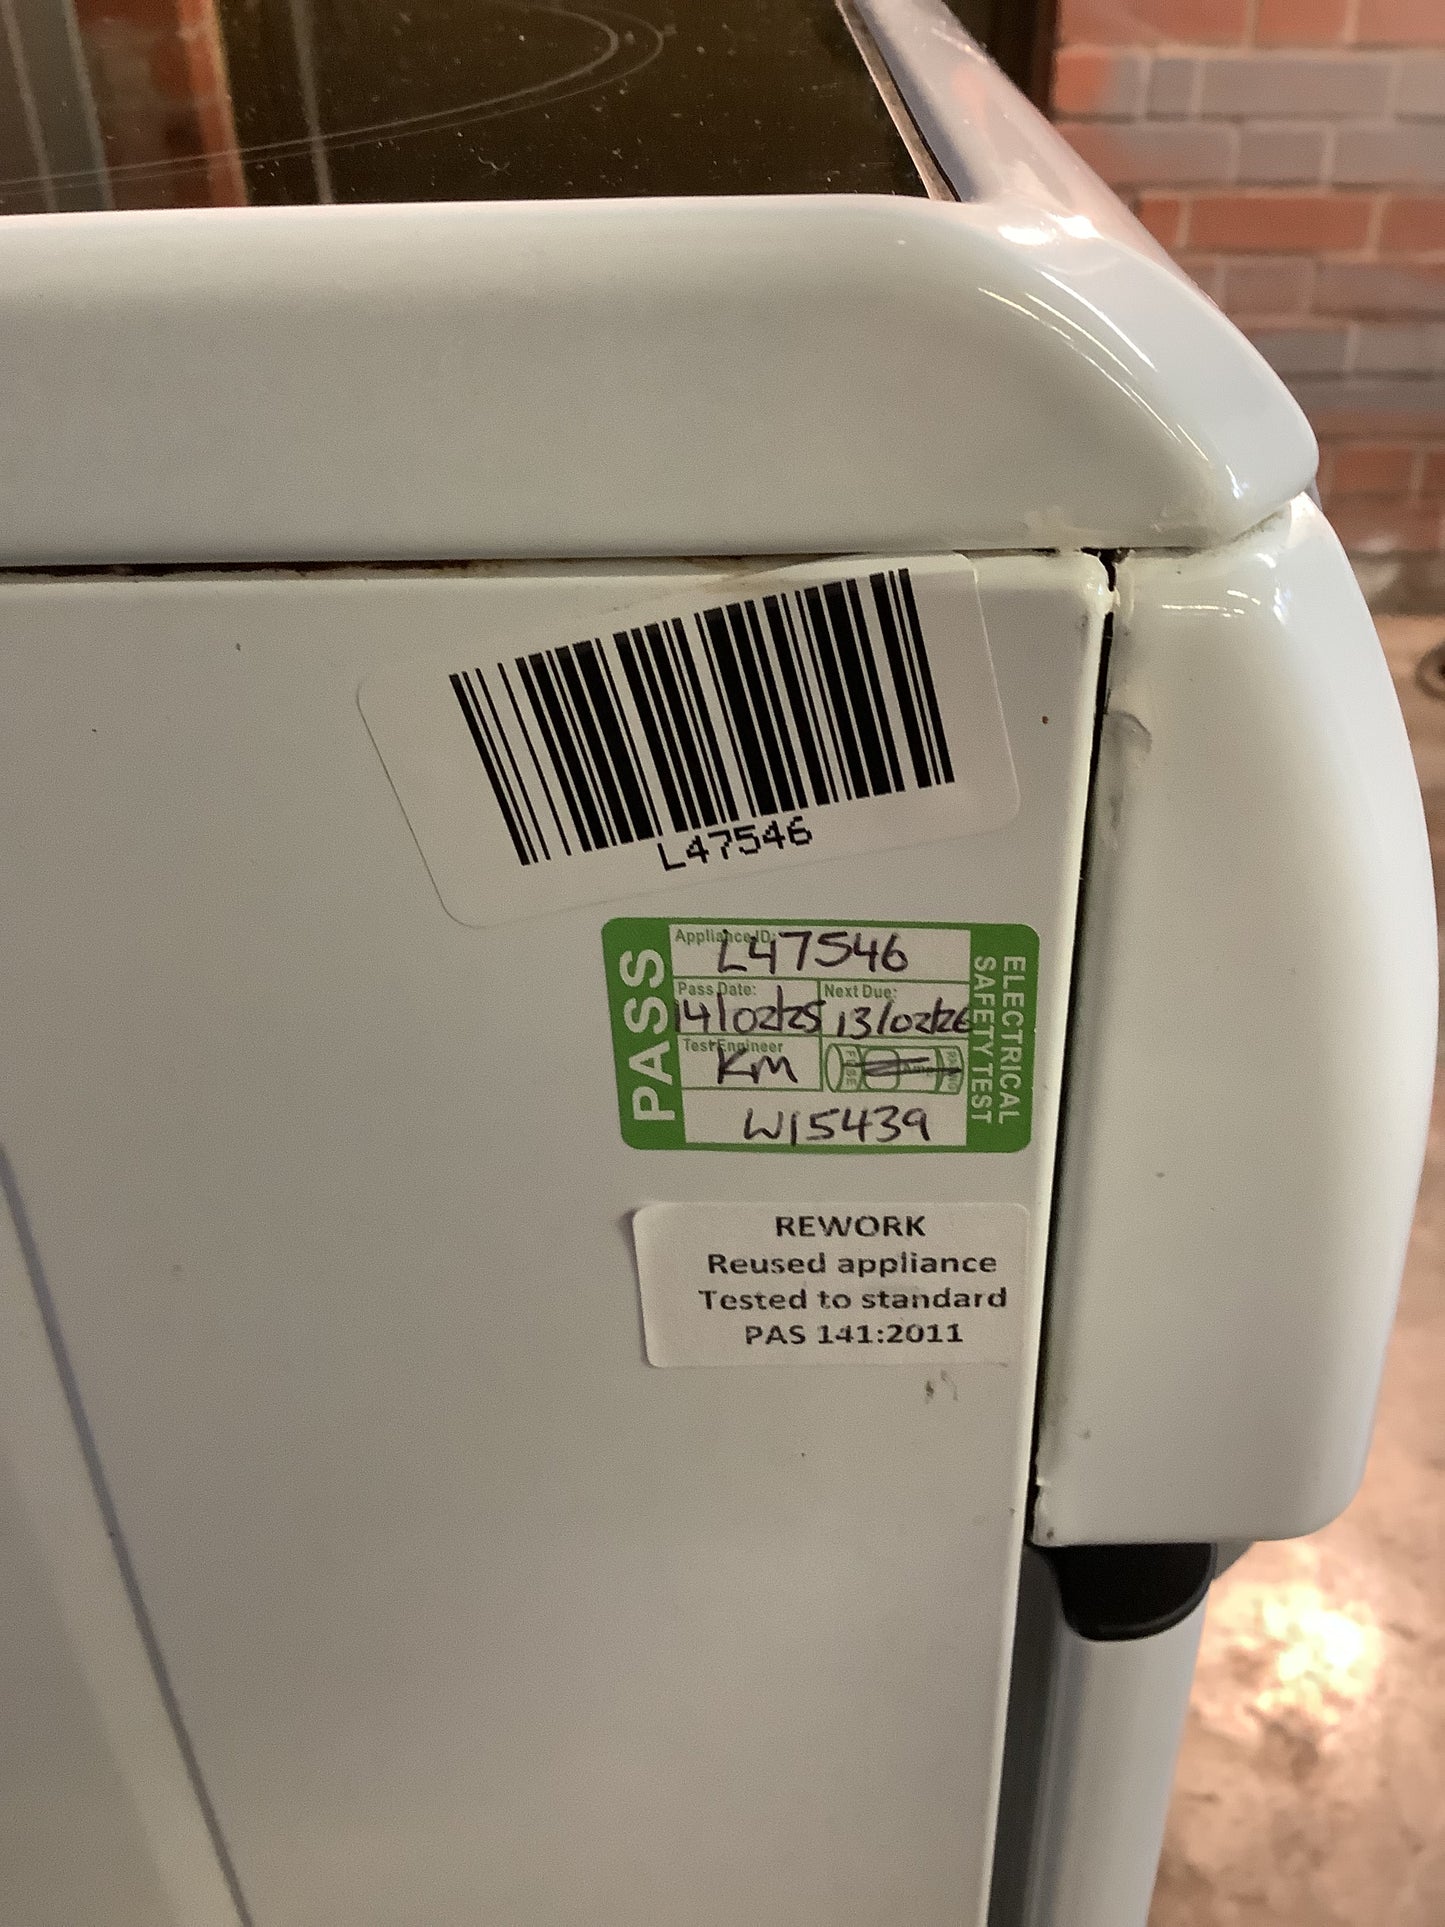 L47546
PASS
Appliance ID:
L47546
Pass Date:
14/02/25
Next Due:
13/02/26
Test Engineer
KM
FUSE
W15439
ELECTRICAL
SAFETY TEST
REWORK
Reused appliance
Tested to standard
PAS 141:2011